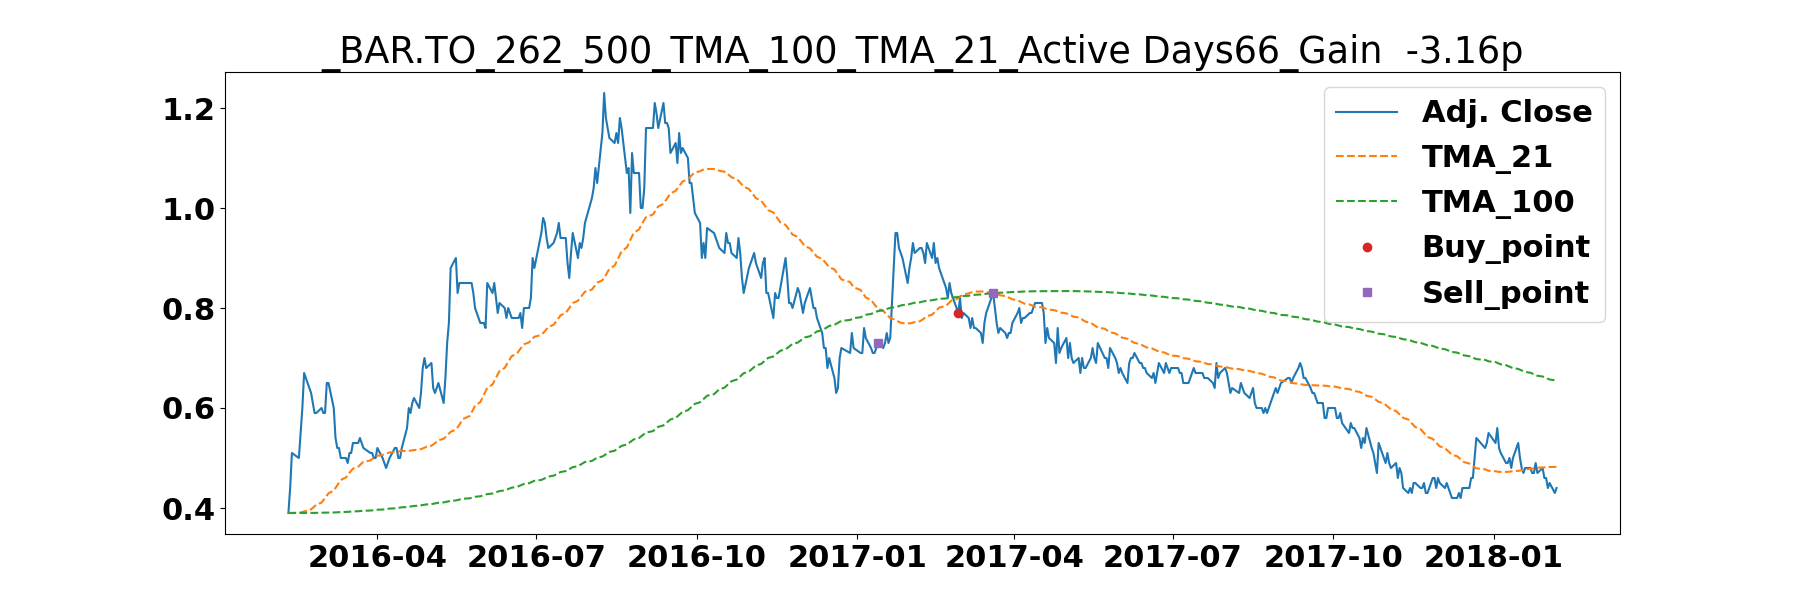 _BAR.TO_262_500_TMA_100_TMA_21_Active Days66_Gain  -3.16p
1.2
1.0
0.8
0.6
0.4
Adj. Close
TMA_21
TMA_100
Buy_point
Sell_point
2016-04 2016-07 2016-10 2017-01 2017-04 2017-07 2017-10 2018-01